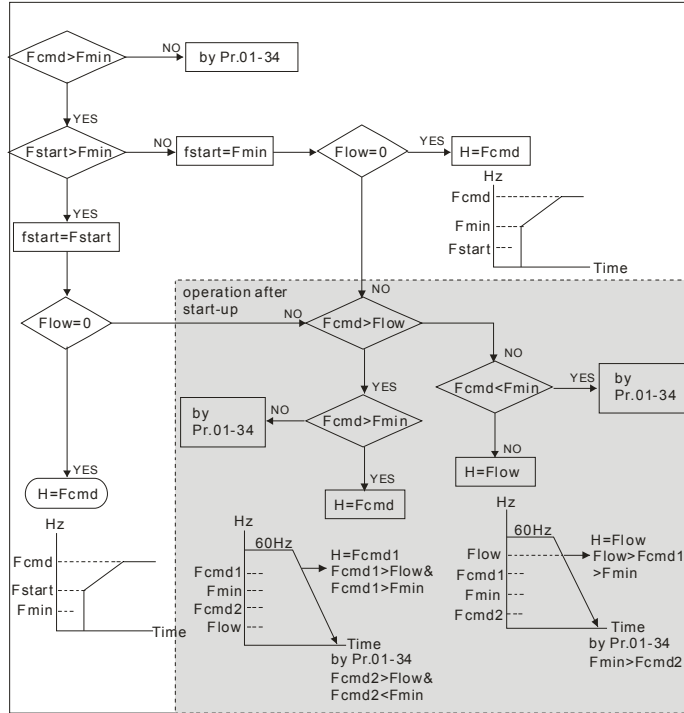 Fcmd>Fmin
NO
by Pr.01-34
YES
Fstart>Fmin
NO
fstart=Fmin
Flow=0
YES
H=Fcmd
Hz
Fcmd
Fmin
Fstart
Time
YES
fstart=Fstart
NO
operation after
start-up
Flow=0
NO
Fcmd>Flow
NO
YES
Fcmd<Fmin
YES
by
Pr.01-34
by
Pr.01-34
NO
Fcmd>Fmin
NO
H=Flow
YES
H=Fcmd
YES
H=Fcmd
Hz
Fcmd
Fstart
Fmin
Time
Hz
60Hz
H=Fcmd1
Fcmd1>Flow&
Fcmd1>Fmin
Fcmd1
Fmin
Fcmd2
Flow
Time
by Pr.01-34
Fcmd2>Flow&
Fcmd2<Fmin
Hz
60Hz
H=Flow
Flow>Fcmd1
>Fmin
Flow
Fcmd1
Fmin
Fcmd2
Time
by Pr.01-34
Fmin>Fcmd2